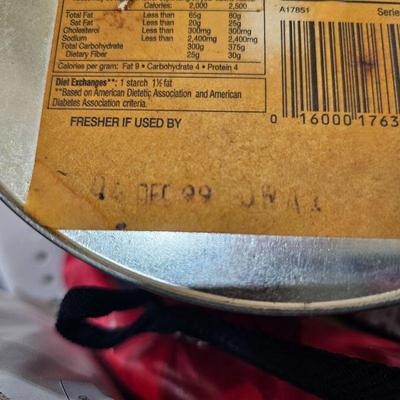 Calories: 2,000 2,500
Total Fat Less than 65g 80g
Sat Fat Less than 20g 25g
Cholesterol Less than 300mg 300mg
Sodium Less than 2,400mg 2,400mg
Total Carbohydrate 300g 375g
Dietary Fiber 25g 30g
Calories per gram: Fat 9 • Carbohydrate 4 • Protein 4
Diet Exchanges**: 1 starch 1½ fat
**Based on American Dietetic Association and American
Diabetes Association criteria.
FRESHER IF USED BY
A17851 Serie
0 16000 1763
DEC 99